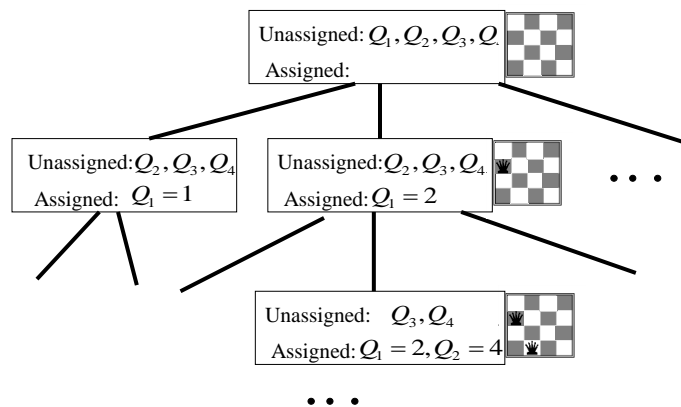 Unassigned: Q₁, Q₂, Q₃, Q
Assigned:
Unassigned: Q₂, Q₃, Q₄
Assigned: Q₁ = 1
Unassigned: Q₂, Q₃, Q₄
Assigned: Q₁ = 2
• • •
Unassigned: Q₃, Q₄
Assigned: Q₁ = 2, Q₂ = 4
• • •